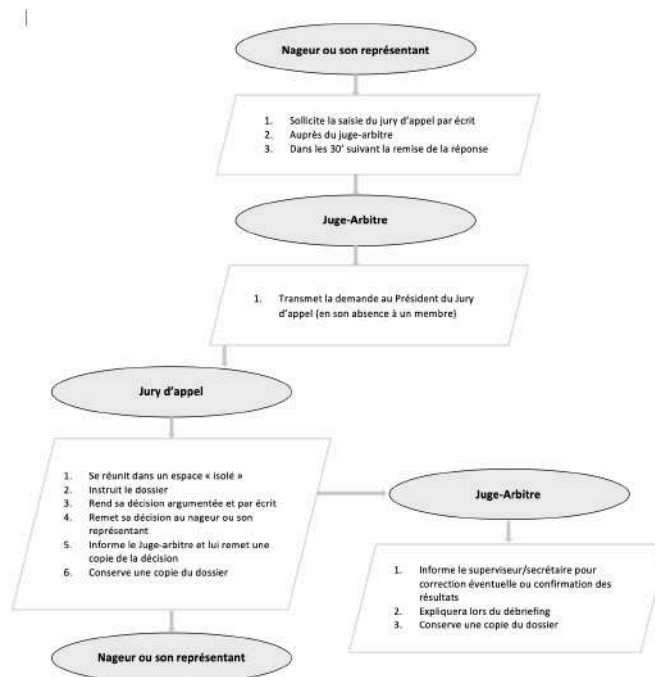 Nageur ou son représentant
1. Sollicite la saisie du jury d'appel par écrit
2. Auprès du juge-arbitre
3. Dans les 30' suivant la remise de la réponse
Juge-Arbitre
1. Transmet la demande au Président du Jury
d'appel (en son absence à un membre)
Jury d'appel
1. Se réunit dans un espace « isolé »
2. Instruit le dossier
3. Rend sa décision argumentée et par écrit
4. Remet sa décision au nageur ou son
représentant
5. Informe le Juge-arbitre et lui remet une
copie de la décision
6. Conserve une copie du dossier
Juge-Arbitre
1. Informe le superviseur/secrétaire pour
correction éventuelle ou confirmation des
résultats
2. Expliquera lors du débriefing
3. Conserve une copie du dossier
Nageur ou son représentant